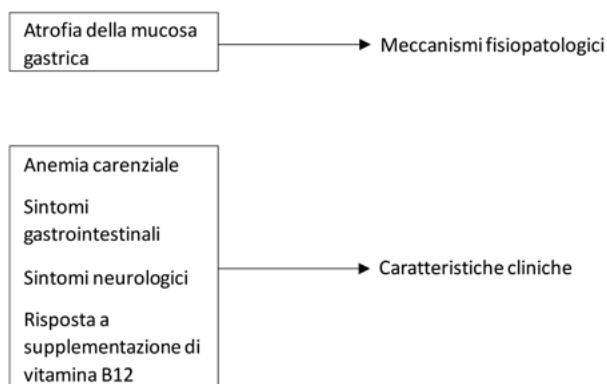 Atrofia della mucosa
gastrica
Meccanismi fisiopatologici
Anemia carenziale
Sintomi
gastrointestinali
Sintomi neurologici
Caratteristiche cliniche
Risposta a
supplementazione di
vitamina B12